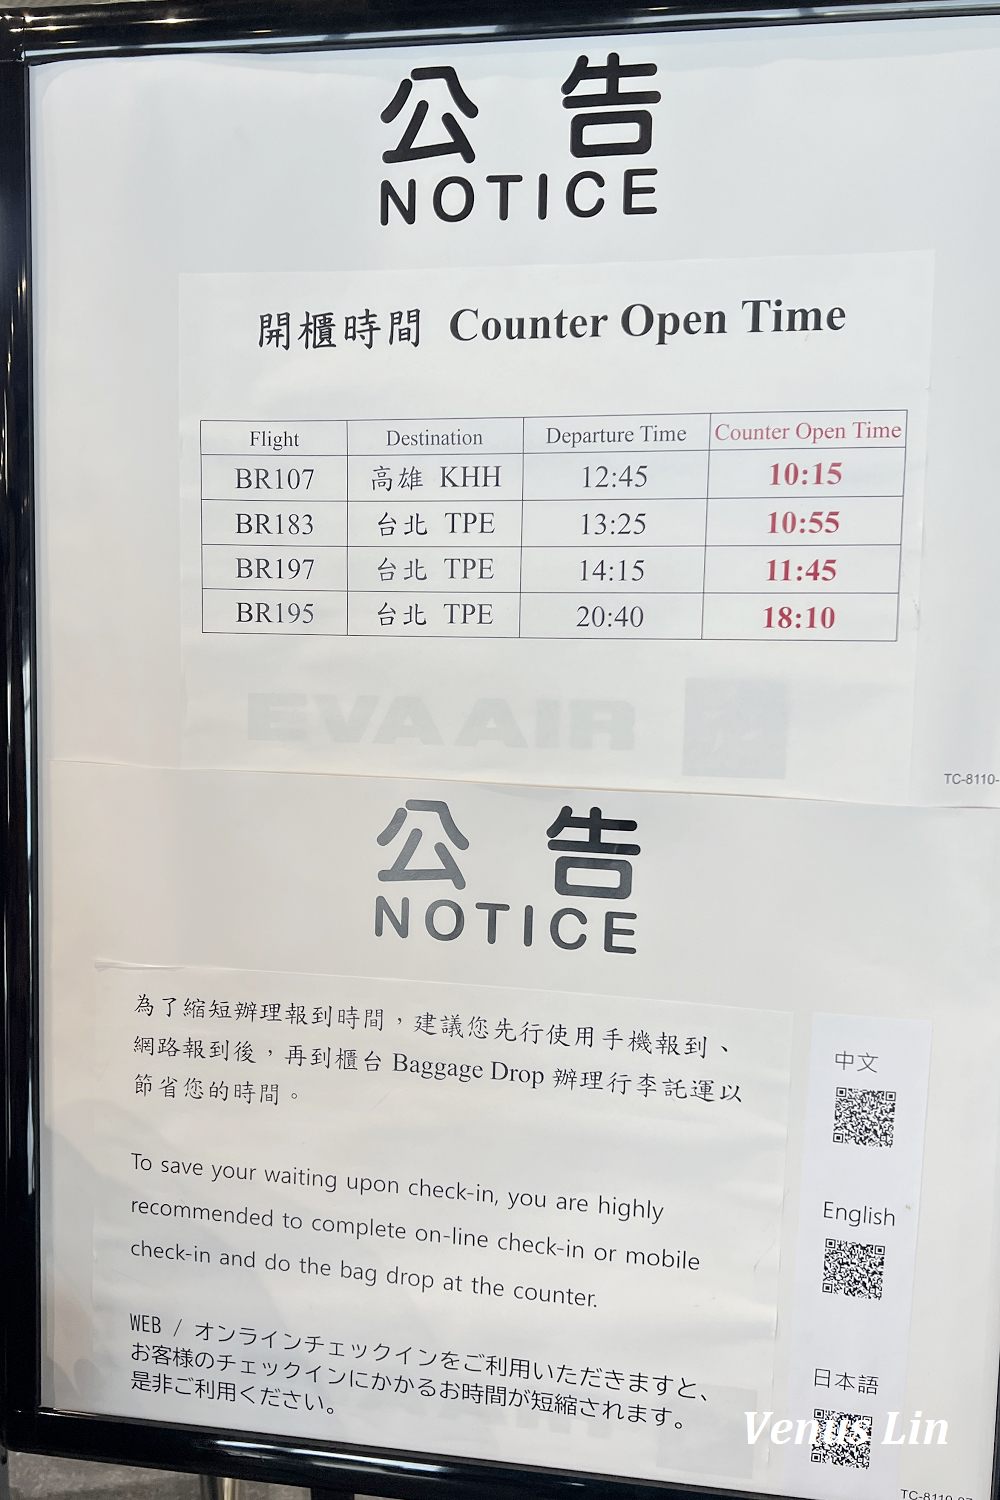 公告
NOTICE
開櫃時間 Counter Open Time
Flight Destination Departure Time Counter Open Time
BR107 高雄 KHH 12:45 10:15
BR183 台北 TPE 13:25 10:55
BR197 台北 TPE 14:15 11:45
BR195 台北 TPE 20:40 18:10
EVA AIR
TC-8110-
公告
NOTICE
為了縮短辦理報到時間，建議您先行使用手機報到、
網路報到後，再到櫃台 Baggage Drop 辦理行李託運以
節省您的時間。
To save your waiting upon check-in, you are highly
recommended to complete on-line check-in or mobile
check-in and do the bag drop at the counter.
WEB / オンラインチェックインをご利用いただきますと、
お客様のチェックインにかかるお時間が短縮されます。
是非ご利用ください。
中文
English
日本語
Venus Lin